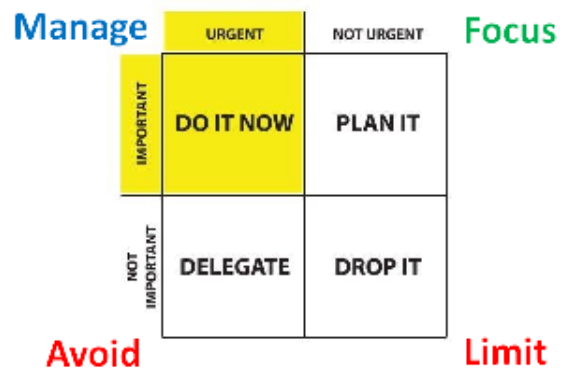 Manage
URGENT
NOT URGENT
Focus
IMPORTANT
DO IT NOW
PLAN IT
NOT
IMPORTANT
DELEGATE
DROP IT
Avoid
Limit